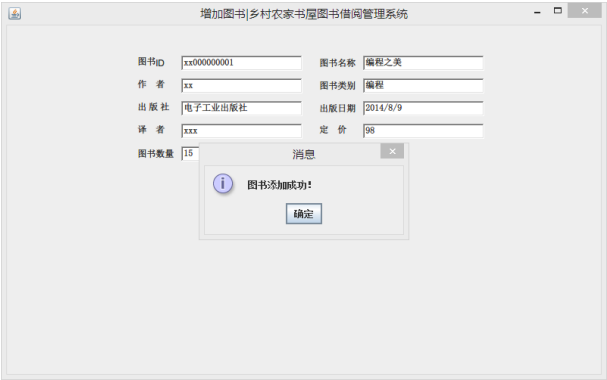 增加图书|乡村农家书屋图书借阅管理系统
图书ID xx000000001 图书名称 编程之美
作 者 xx 图书类别 编程
出 版 社 电子工业出版社 出版日期 2014/8/9
译 者 xxx 定 价 98
图书数量 15
消息
图书添加成功!
确定